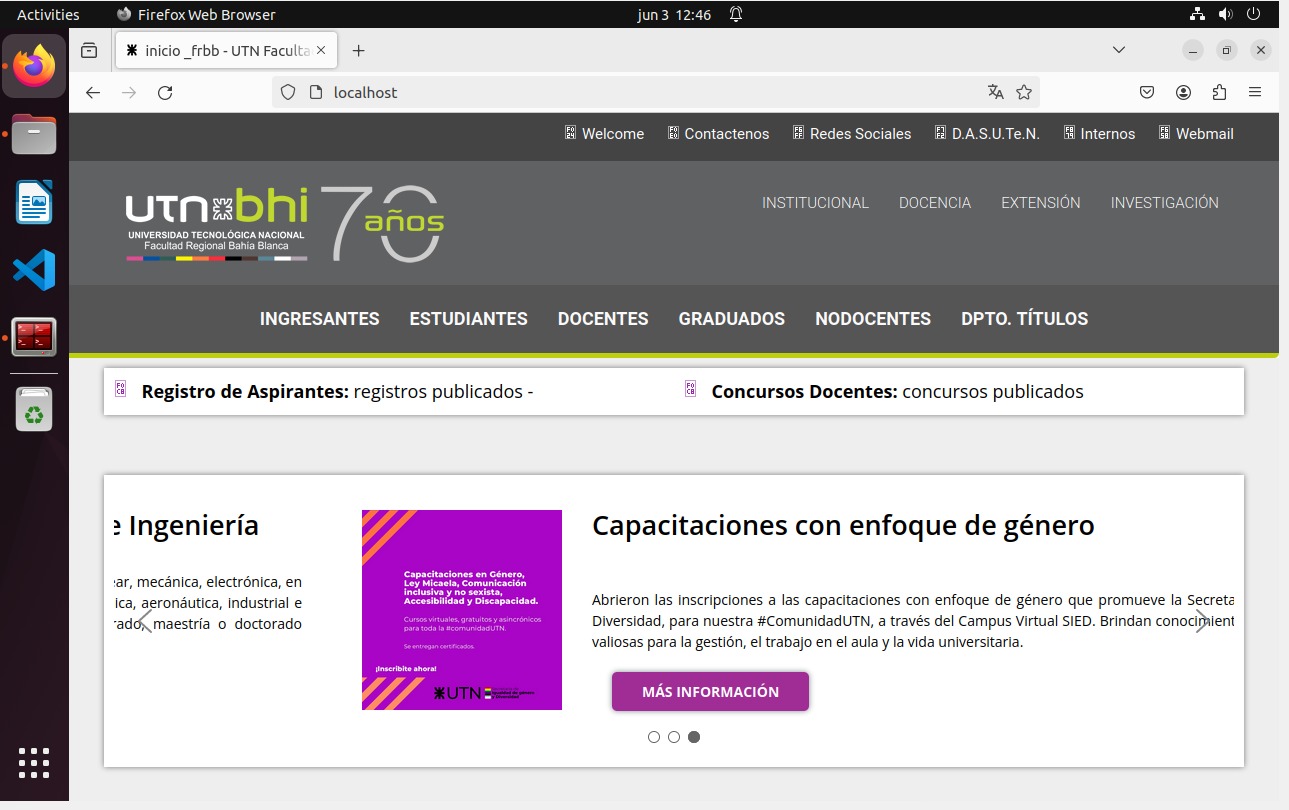 Activities
Firefox Web Browser
jun 3 12:46
inicio _frbb - UTN Faculta
localhost
Welcome
Contactenos
Redes Sociales
D.A.S.U.Te.N.
Internos
Webmail
utn bhi 70 años
UNIVERSIDAD TECNOLÓGICA NACIONAL
Facultad Regional Bahía Blanca
INSTITUCIONAL
DOCENCIA
EXTENSIÓN
INVESTIGACIÓN
INGRESANTES
ESTUDIANTES
DOCENTES
GRADUADOS
NODOCENTES
DPTO. TÍTULOS
Registro de Aspirantes: registros publicados -
Concursos Docentes: concursos publicados
e Ingeniería
ear, mecánica, electrónica, en
ica, aeronáutica, industrial e
rado, maestría o doctorado
Capacitaciones en Género,
Ley Micaela, Comunicación
inclusiva y no sexista,
Accesibilidad y Discapacidad.
Cursos virtuales, gratuitos y asincrónicos
para toda la #comunidadUTN.
Se entregan certificados.
¡Inscribite ahora!
UTN
Capacitaciones con enfoque de género
Abrieron las inscripciones a las capacitaciones con enfoque de género que promueve la Secreta
Diversidad, para nuestra #ComunidadUTN, a través del Campus Virtual SIED. Brindan conocimient
valiosas para la gestión, el trabajo en el aula y la vida universitaria.
MÁS INFORMACIÓN